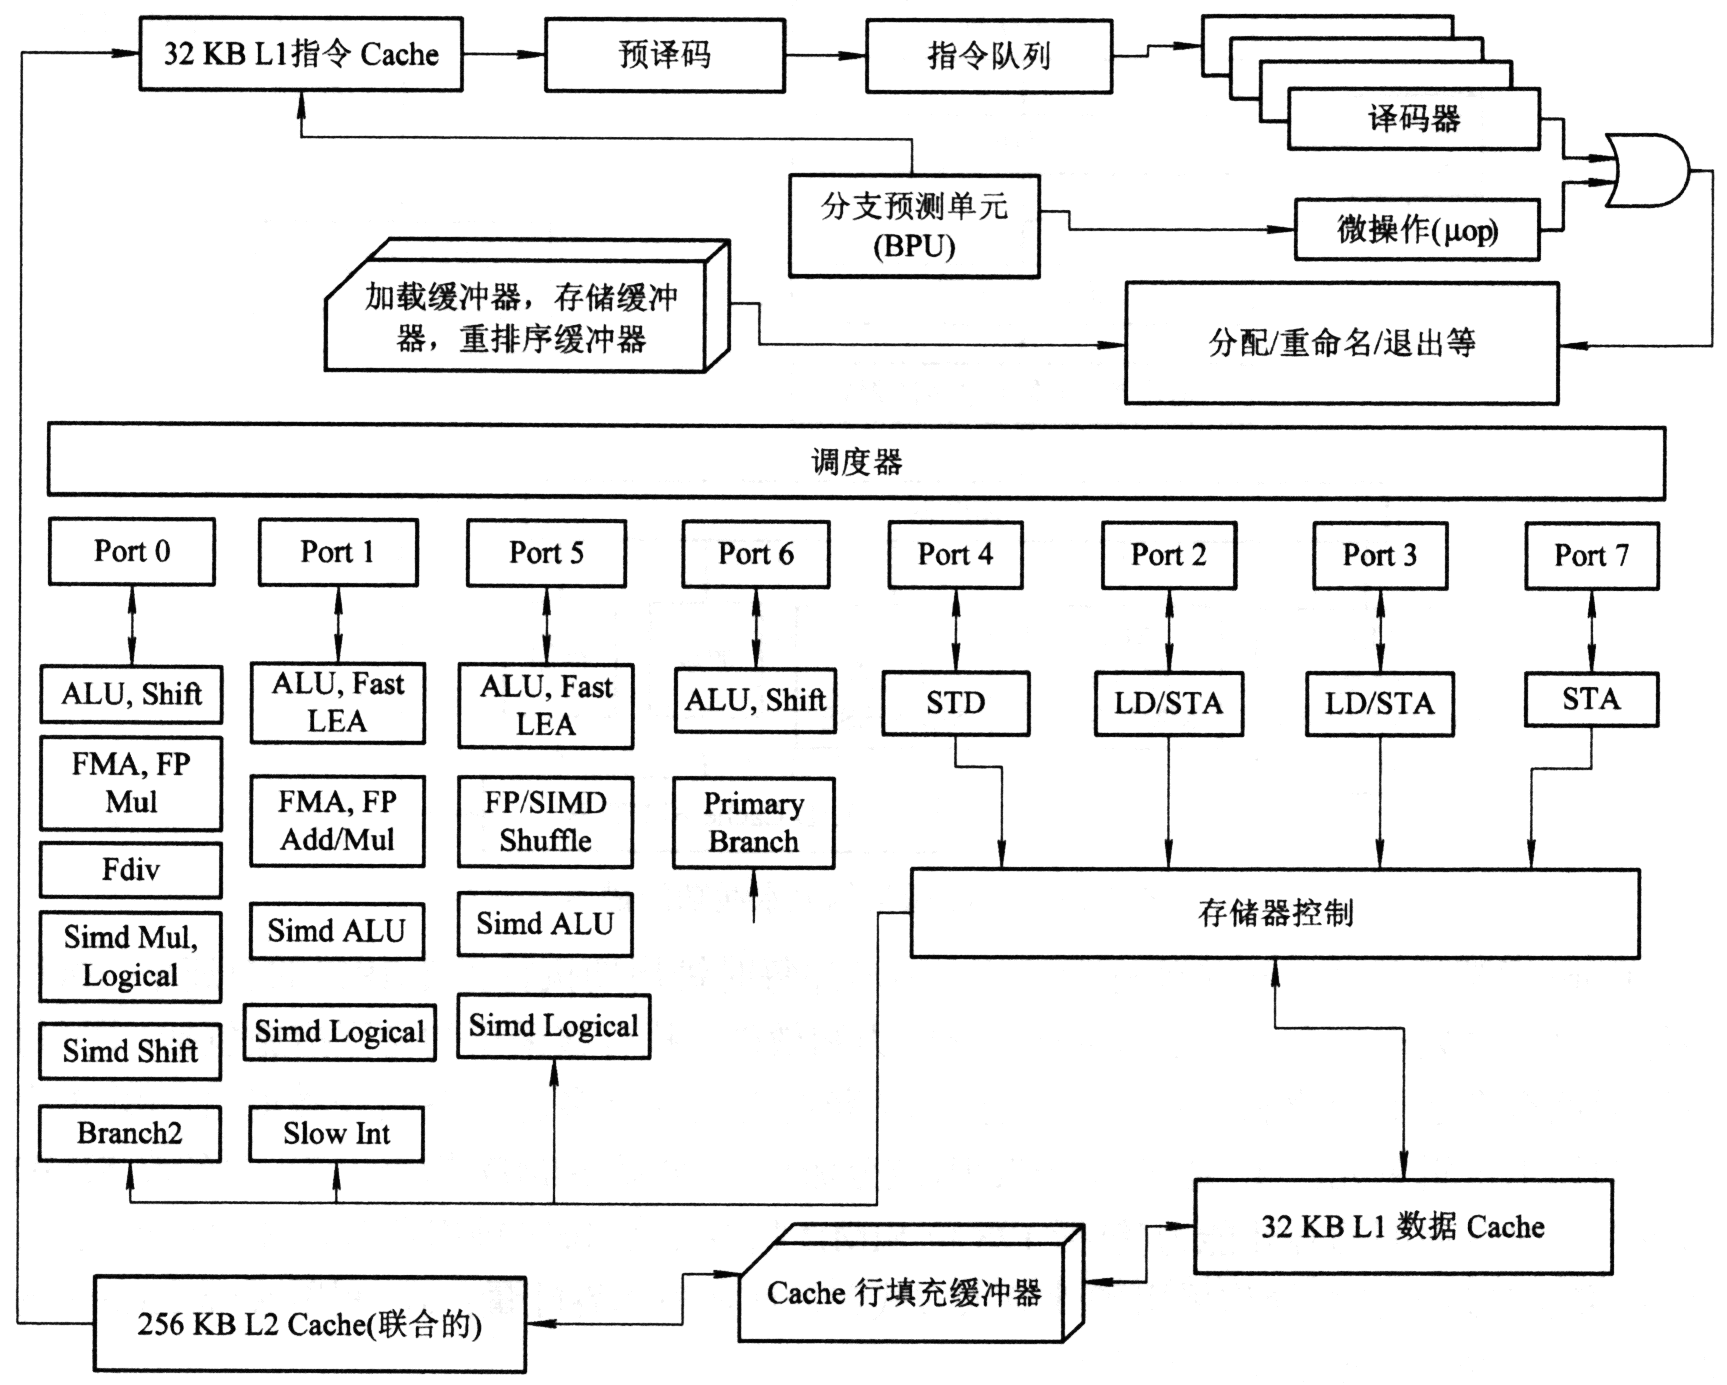 32 KB L1指令 Cache
预译码
指令队列
译码器
分支预测单元
(BPU)
微操作(μop)
加载缓冲器，存储缓冲
器，重排序缓冲器
分配/重命名/退出等
调度器
Port 0
Port 1
Port 5
Port 6
Port 4
Port 2
Port 3
Port 7
ALU, Shift
ALU, Fast
LEA
ALU, Fast
LEA
ALU, Shift
STD
LD/STA
LD/STA
STA
FMA, FP
Mul
FMA, FP
Add/Mul
FP/SIMD
Shuffle
Primary
Branch
Fdiv
Simd Mul,
Logical
Simd ALU
Simd ALU
存储器控制
Simd Shift
Simd Logical
Simd Logical
Branch2
Slow Int
32 KB L1 数据 Cache
Cache 行填充缓冲器
256 KB L2 Cache(联合的)